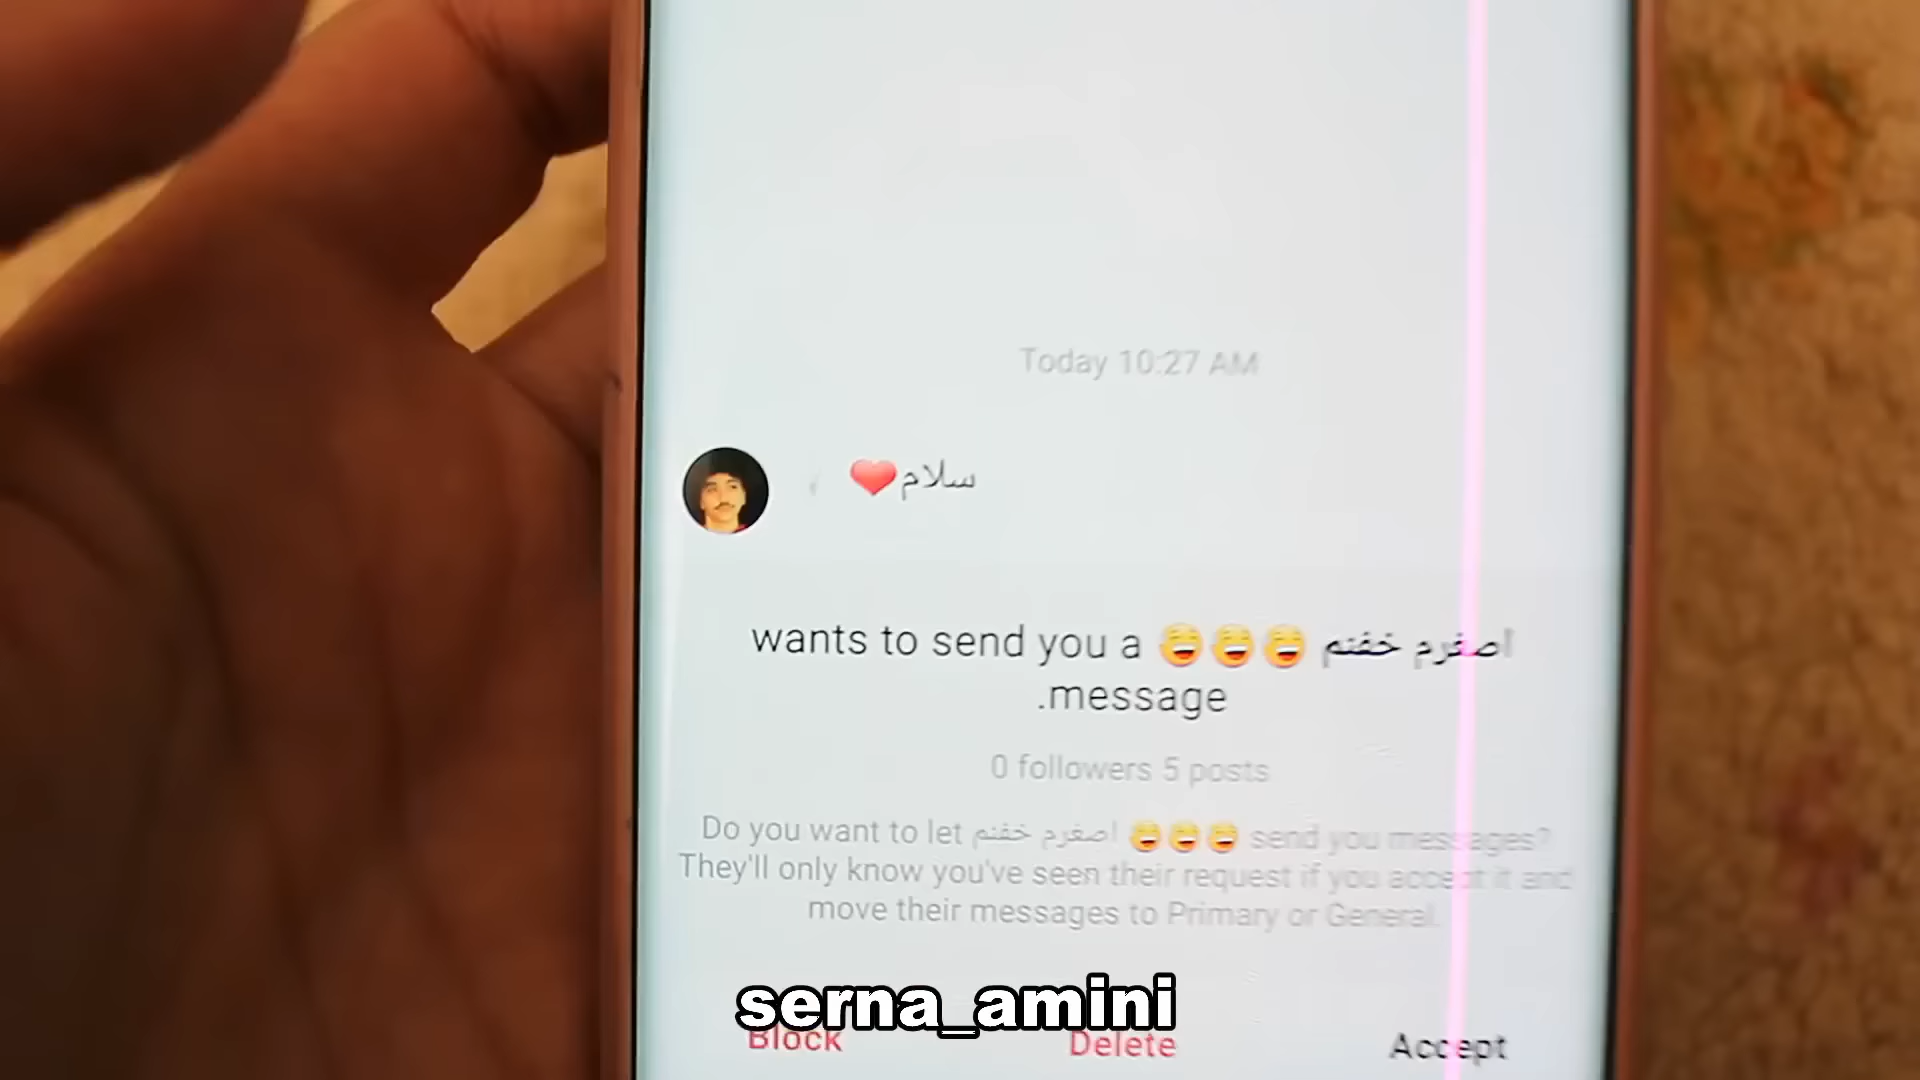 Today 10:27 AM
سلام❤️
اصغرم خفنم 😄😄😄 wants to send you a
message.
0 followers 5 posts
Do you want to let اصغرم خفنم 😄😄😄 send you messages?
They'll only know you've seen their request if you accept it and
move their messages to Primary or General.
serna_amini
Block Delete Accept